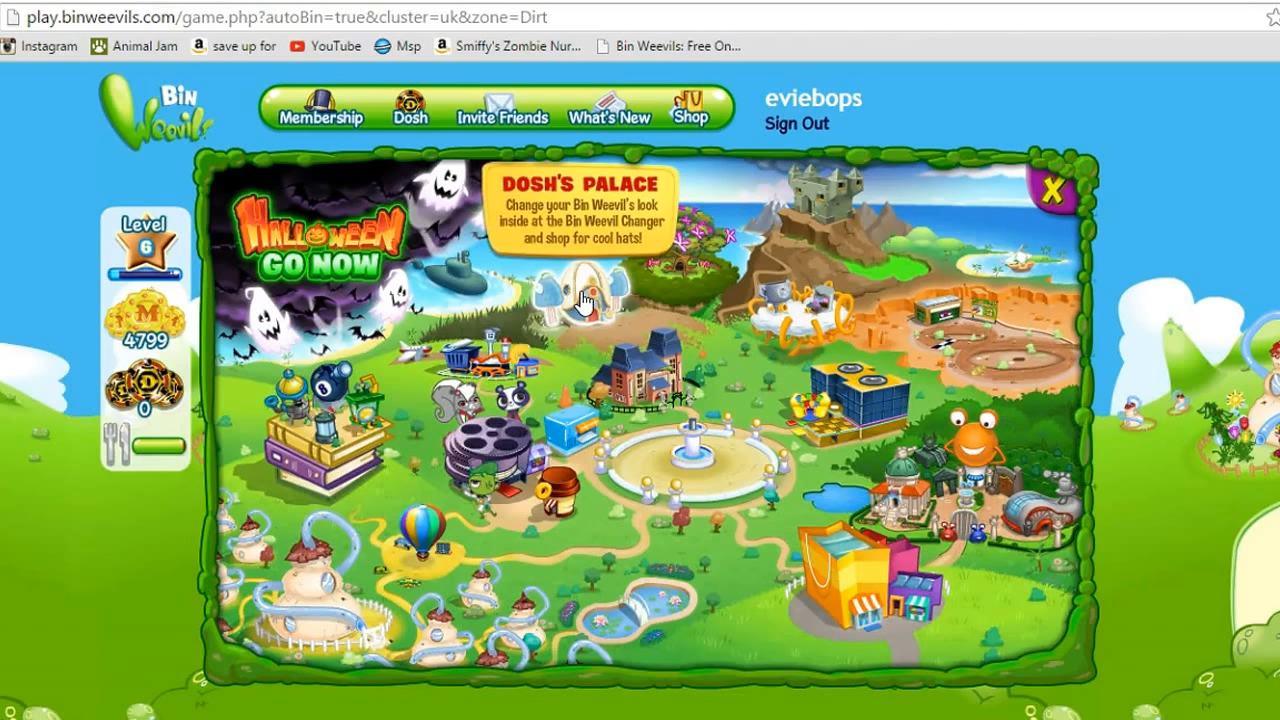 play.binweevils.com/game.php?autoBin=true&cluster=uk&zone=Dirt
Instagram Animal Jam save up for YouTube Msp Smiffy's Zombie Nur... Bin Weevils: Free On...
Bin
Weevils
Membership Dosh Invite Friends What's New Shop
eviebops
Sign Out
Level
6
M
4,799
D
0
HALLOWEEN
GO NOW
DOSH'S PALACE
Change your Bin Weevil's look
inside at the Bin Weevil Changer
and shop for cool hats!
X
8